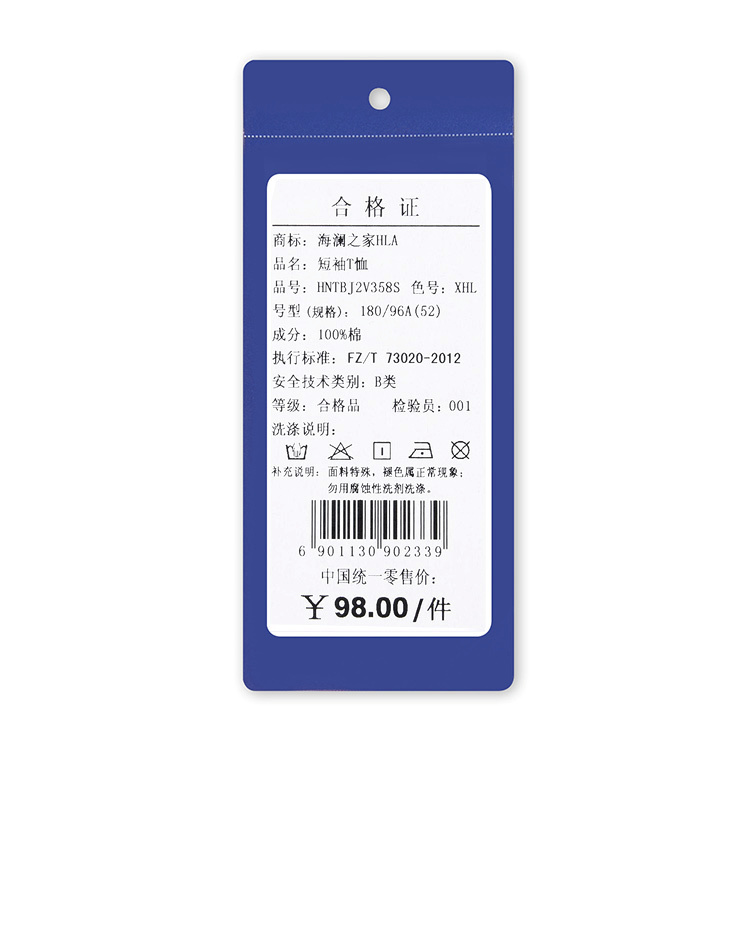 合格证
商标：海澜之家HLA
品名：短袖T恤
品号：HNTBJ2V358S 色号：XHL
号型(规格)：180/96A(52)
成分：100%棉
执行标准：FZ/T 73020-2012
安全技术类别：B类
等级：合格品 检验员：001
洗涤说明：
补充说明：面料特殊，褪色属正常现象；
勿用腐蚀性洗剂洗涤。
6 901130 902339
中国统一零售价：
￥98.00/件